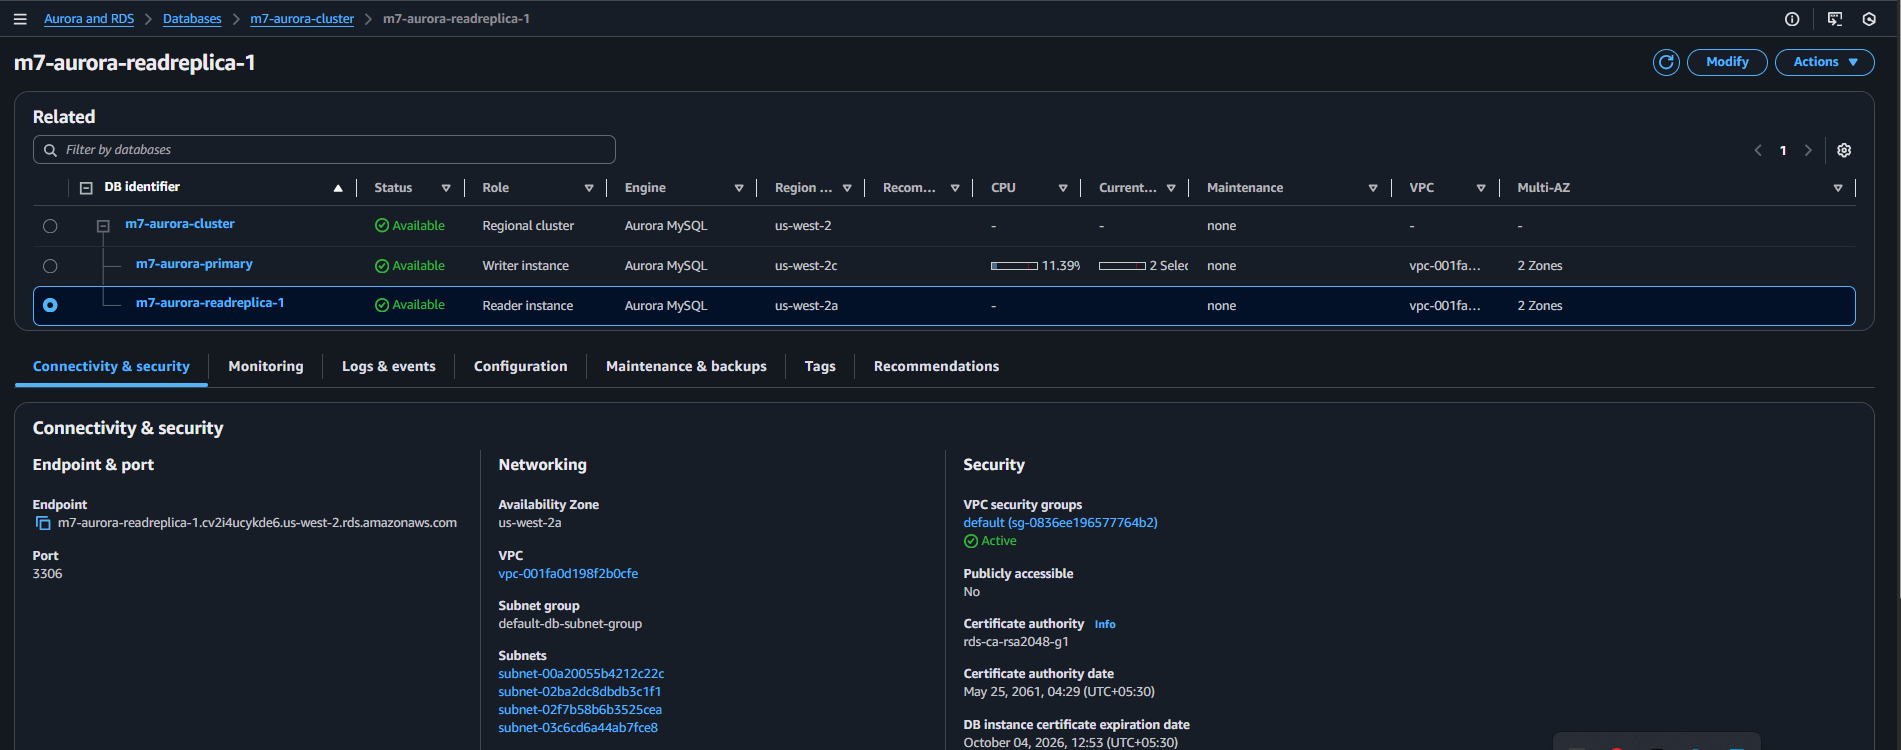 Aurora and RDS > Databases > m7-aurora-cluster > m7-aurora-readreplica-1
m7-aurora-readreplica-1
Modify
Actions
Related
Filter by databases
1
DB identifier Status Role Engine Region ... Recom... CPU Current... Maintenance VPC Multi-AZ
m7-aurora-cluster Available Regional cluster Aurora MySQL us-west-2 - - none - -
m7-aurora-primary Available Writer instance Aurora MySQL us-west-2c 11.39% 2 Selec none vpc-001fa... 2 Zones
m7-aurora-readreplica-1 Available Reader instance Aurora MySQL us-west-2a - none vpc-001fa... 2 Zones
Connectivity & security Monitoring Logs & events Configuration Maintenance & backups Tags Recommendations
Connectivity & security
Endpoint & port
Endpoint
m7-aurora-readreplica-1.cv2i4ucykde6.us-west-2.rds.amazonaws.com
Port
3306
Networking
Availability Zone
us-west-2a
VPC
vpc-001fa0d198f2b0cfe
Subnet group
default-db-subnet-group
Subnets
subnet-00a20055b4212c22c
subnet-02ba2dc8dbdb3c1f1
subnet-02f7b58b6b3525cea
subnet-03c6cd6a44ab7fce8
Security
VPC security groups
default (sg-0836ee196577764b2)
Active
Publicly accessible
No
Certificate authority Info
rds-ca-rsa2048-g1
Certificate authority date
May 25, 2061, 04:29 (UTC+05:30)
DB instance certificate expiration date
October 04, 2026, 12:53 (UTC+05:30)